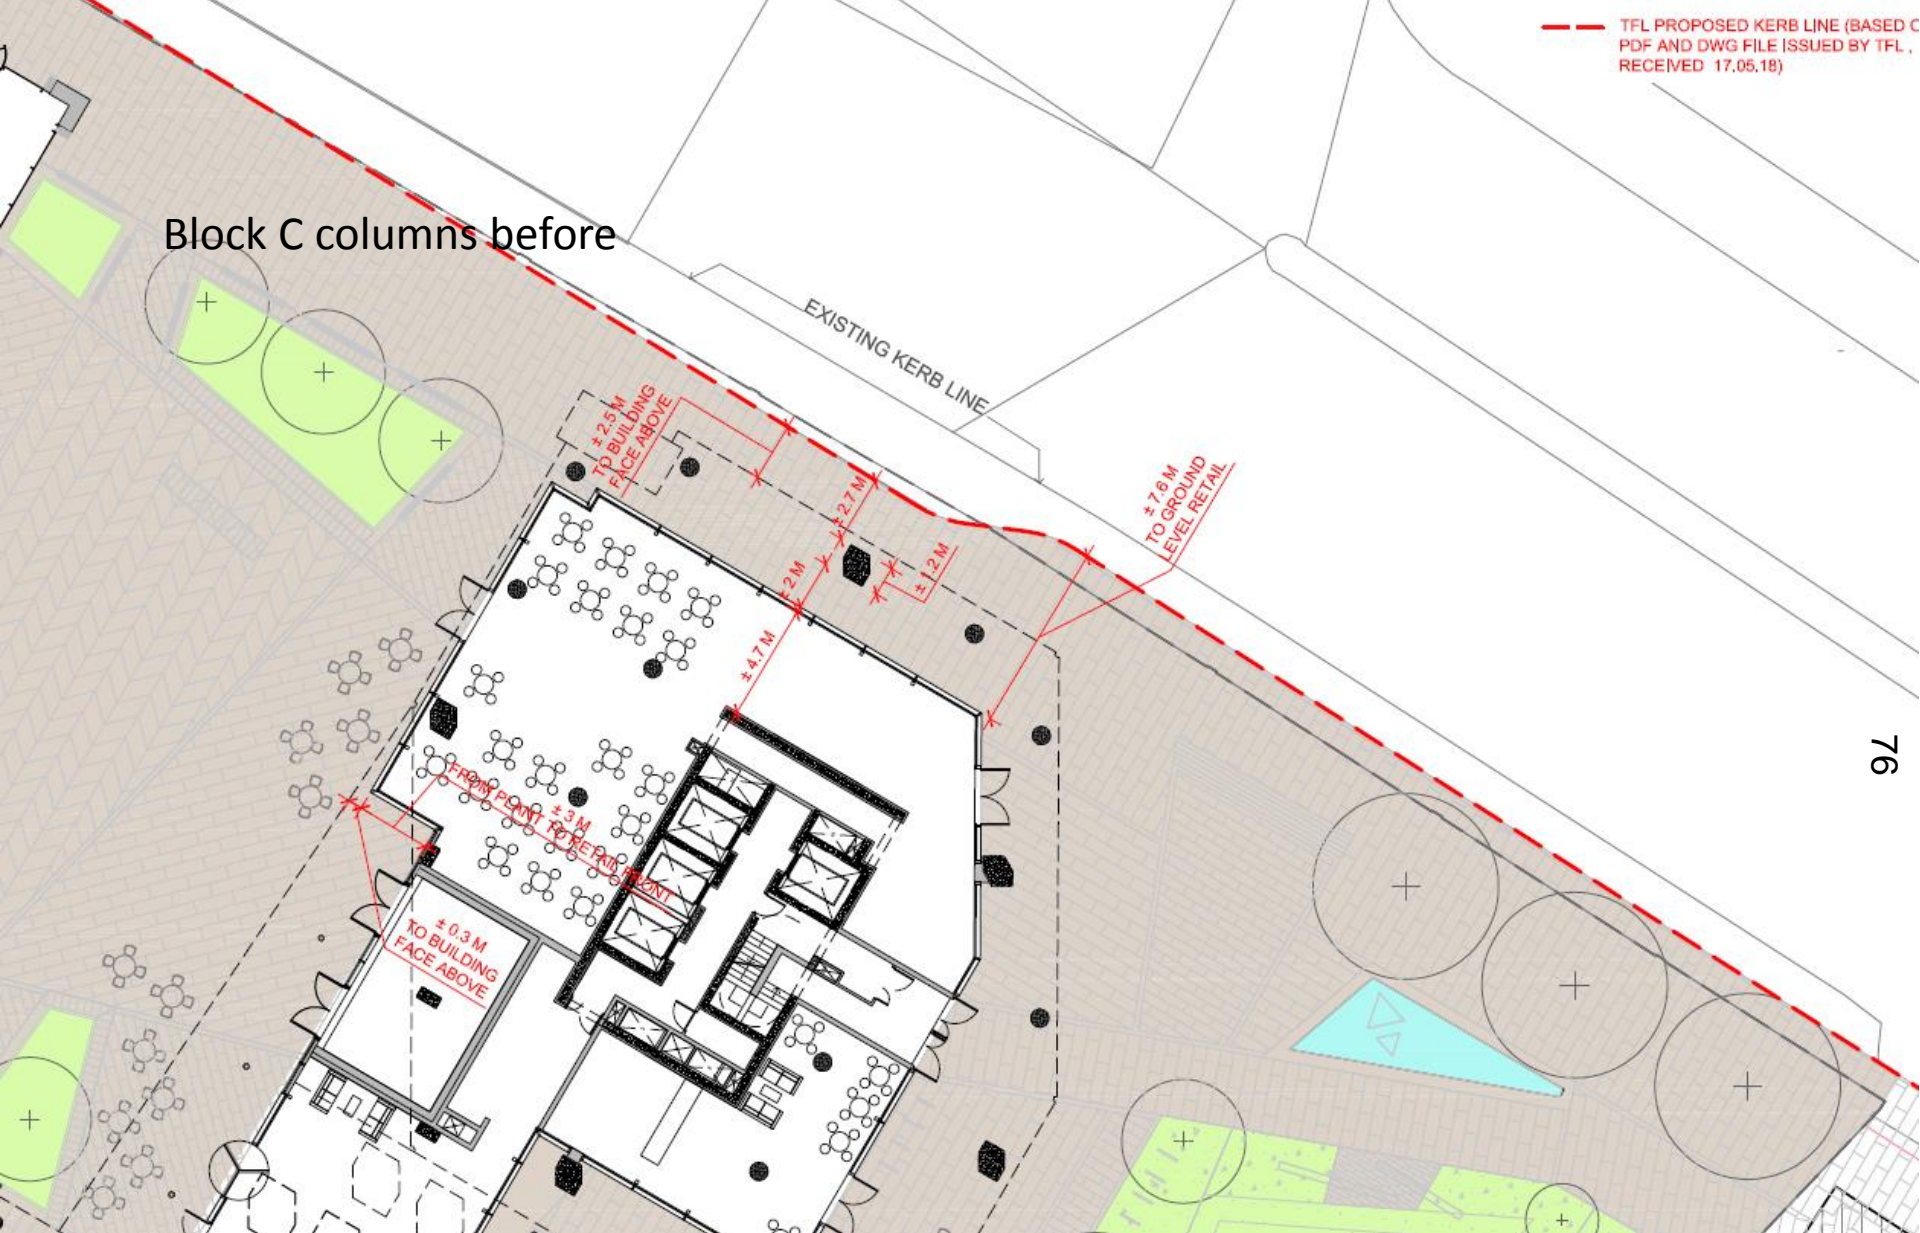 TFL PROPOSED KERB LINE (BASED O
PDF AND DWG FILE ISSUED BY TFL ,
RECEIVED 17.05.18)
Block C columns before
EXISTING KERB LINE
± 2.5 M
TO BUILDING
FACE ABOVE
± 2.7 M
± 7.6 M
TO GROUND
LEVEL RETAIL
± 2 M
± 1.2 M
± 4.7 M
± 3 M
FROM PLANT TO RETAIL FRONT
± 0.3 M
TO BUILDING
FACE ABOVE
76